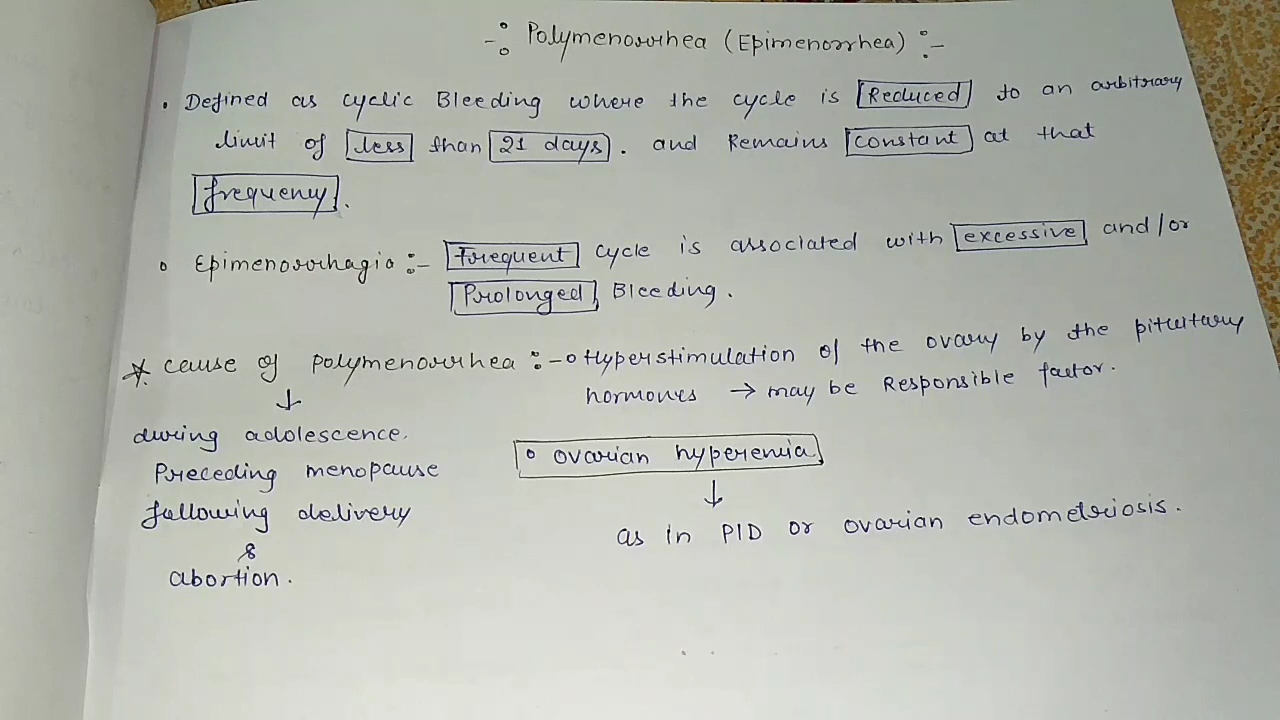 -: Polymenorrhea (Epimenorrhea) :-
• Defined as cyclic Bleeding where the cycle is Reduced to an arbitrary
limit of less than 21 days. and Remains constant at that
frequency.
• Epimenorrhagia :- Frequent cycle is associated with excessive and/or
Prolonged Bleeding.
* cause of polymenorrhea :- o Hyperstimulation of the ovary by the pituitary
hormones → may be Responsible factor.
↓
during adolescence.
Preceding menopause
following delivery
&
abortion.
• ovarian hyperemia
↓
as in PID or ovarian endometriosis.